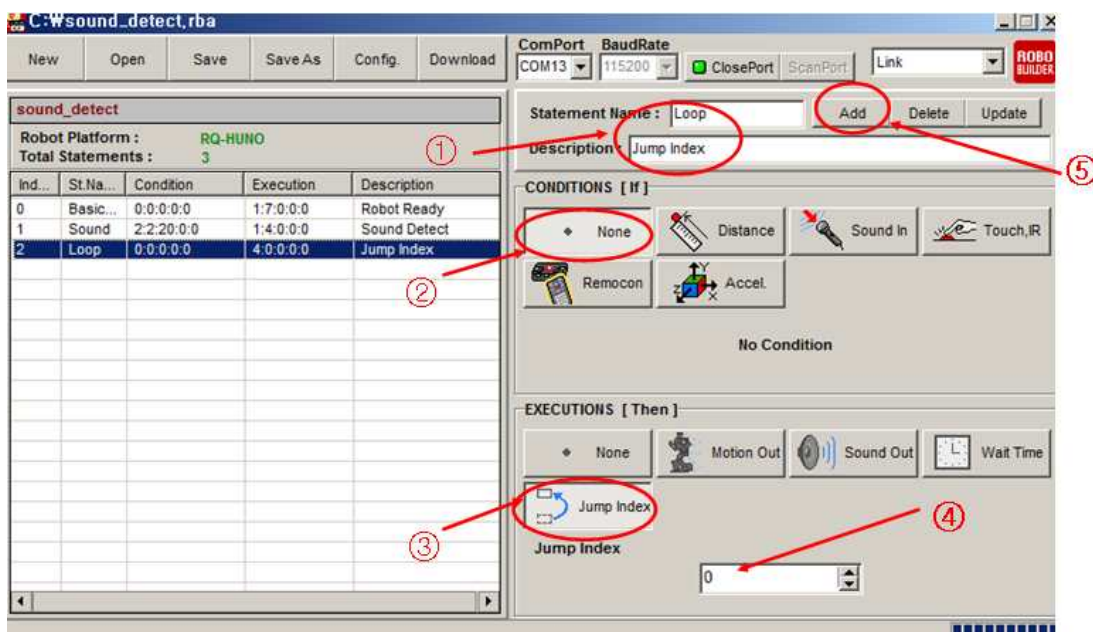 C:₩sound_detect,rba
New Open Save Save As Config. Download
ComPort BaudRate
COM13 115200 ClosePort ScanPort Link ROBO BUILDER
sound_detect
Robot Platform : RQ-HUNO
Total Statements : 3
Ind... St.Na... Condition Execution Description
0 Basic... 0:0:0:0:0 1:7:0:0:0 Robot Ready
1 Sound 2:2:20:0:0 1:4:0:0:0 Sound Detect
2 Loop 0:0:0:0:0 4:0:0:0:0 Jump Index
Statement Name : Loop Add Delete Update
Description : Jump Index
①
⑤
CONDITIONS [ If ]
None Distance Sound In Touch,IR
②
Remocon Z Y X Accel.
No Condition
EXECUTIONS [ Then ]
None Motion Out Sound Out Wait Time
③
Jump Index
④
Jump Index
0